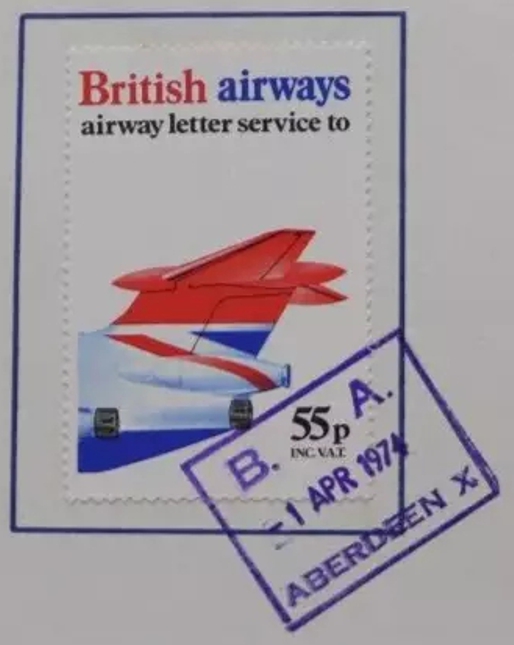 British airways
airway letter service to
55p
INC. V.A.T.
B. A.
-1 APR 1974
ABERDEEN X